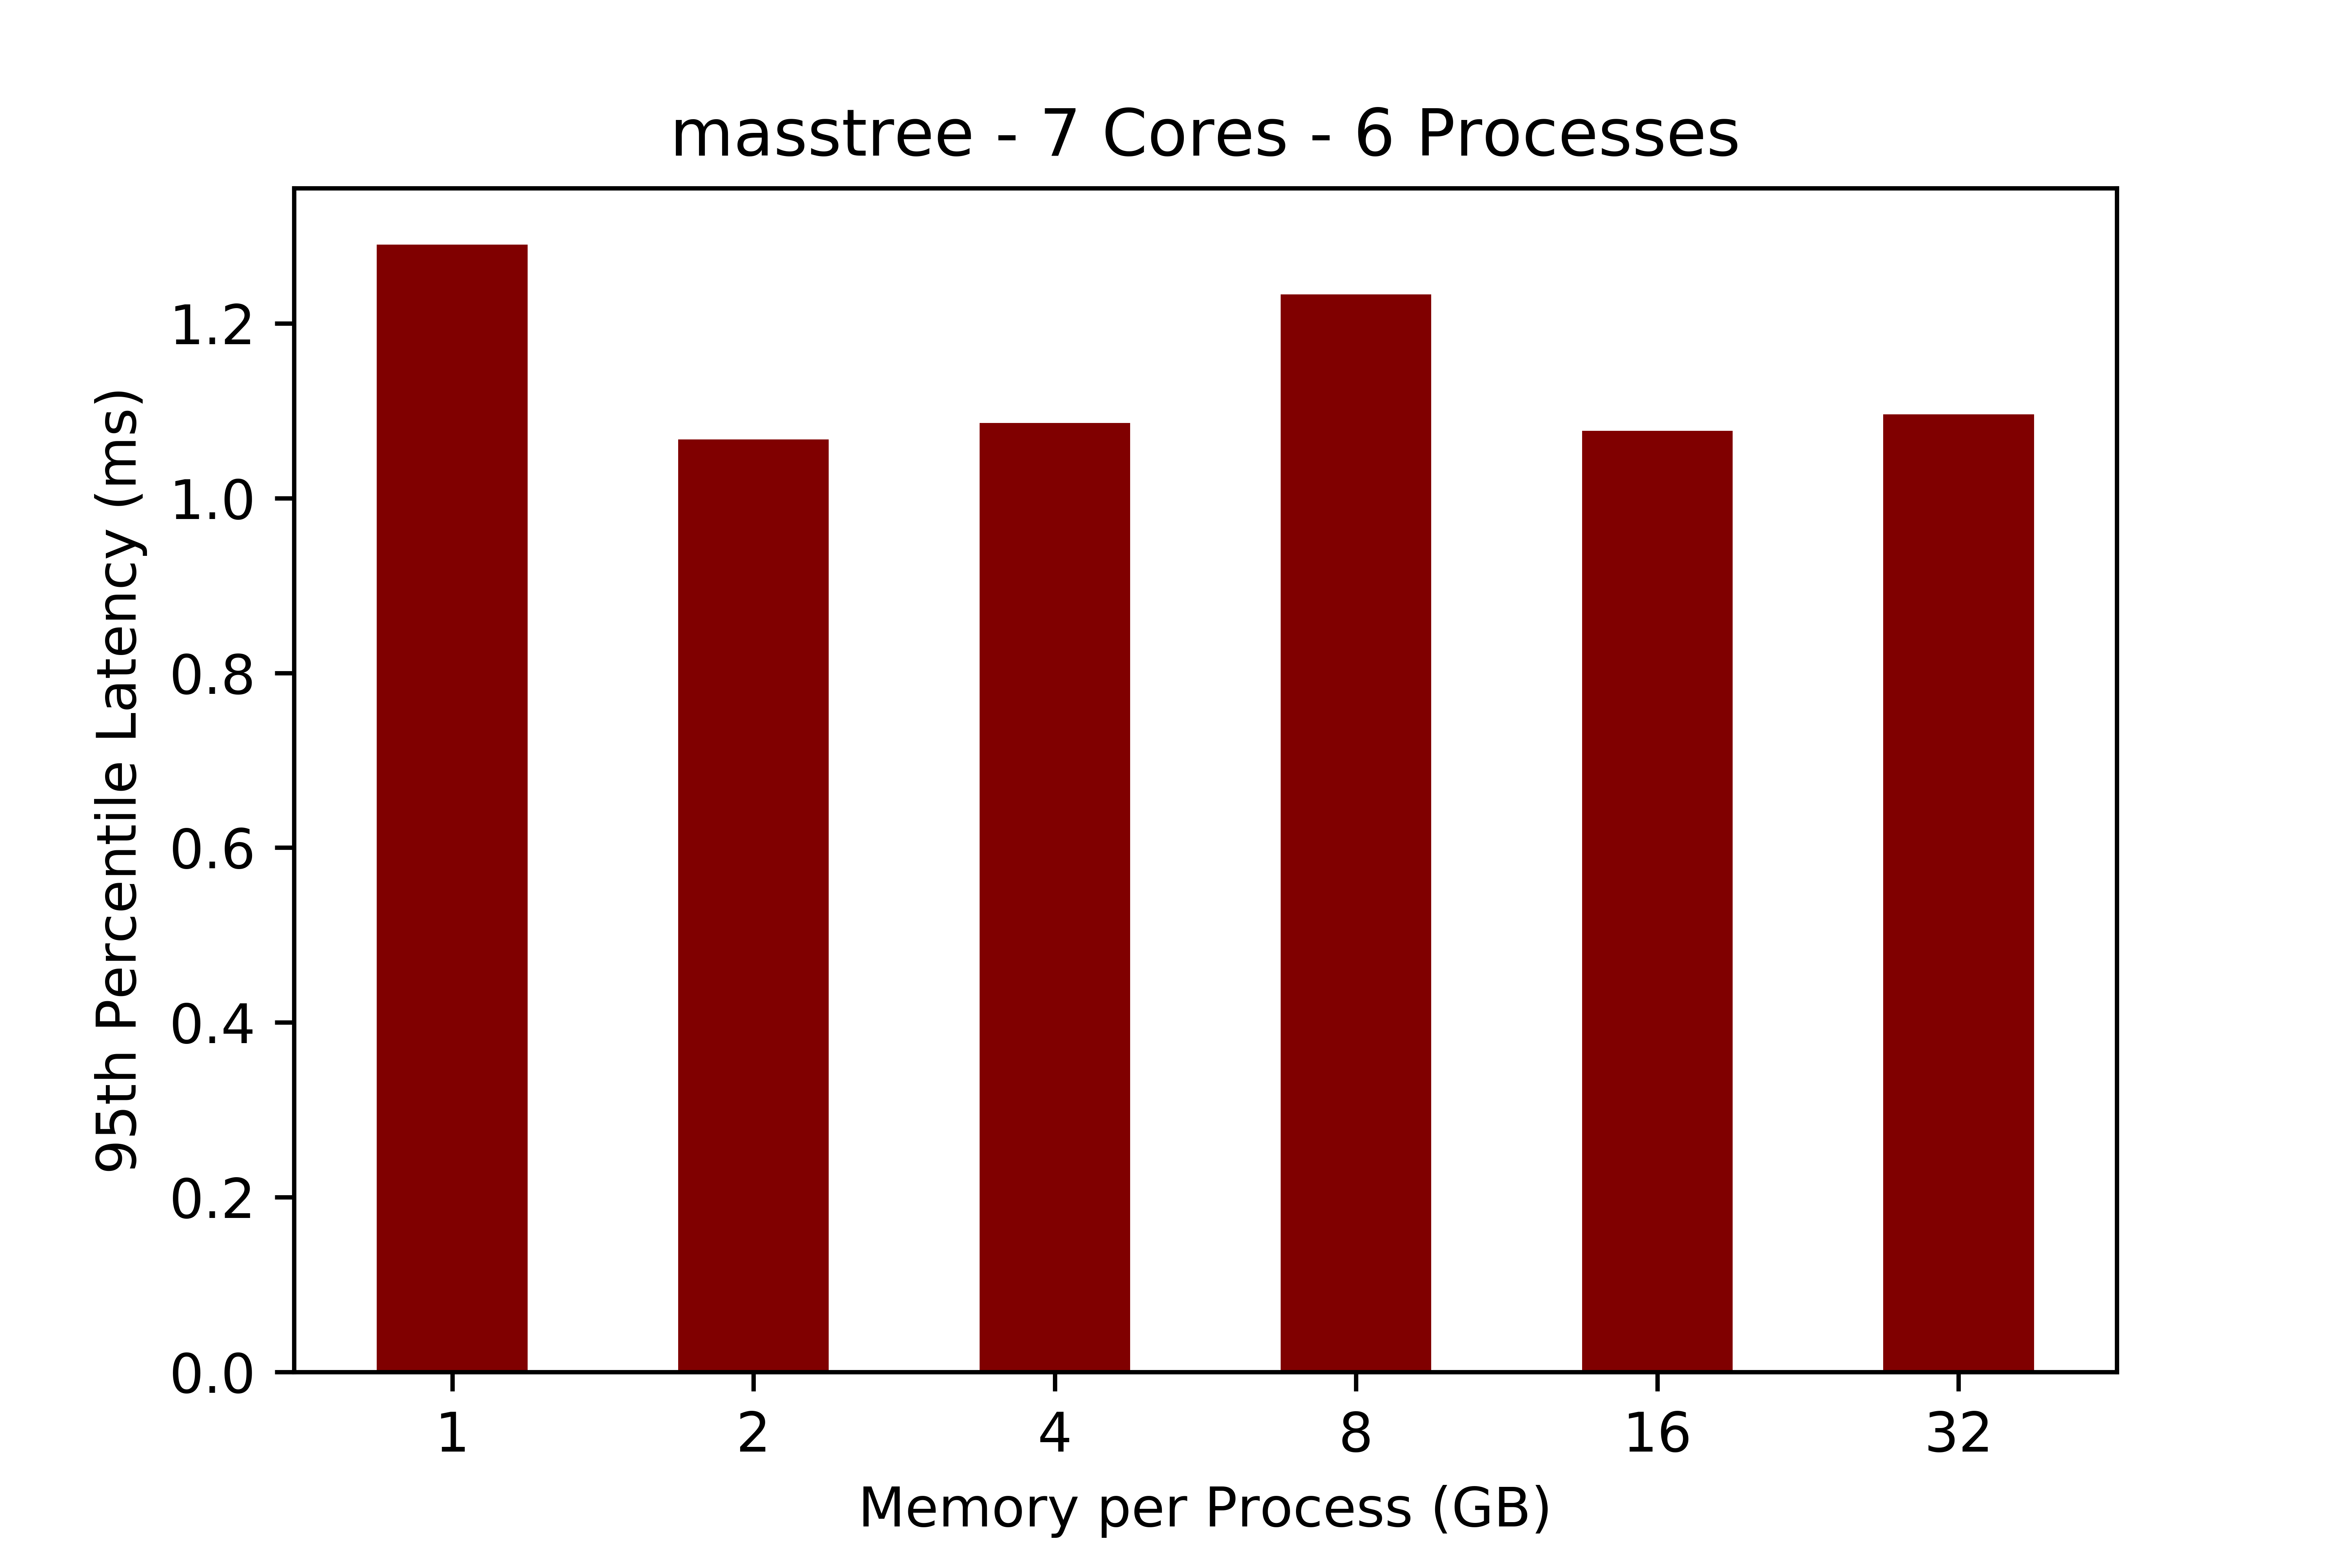 masstree - 7 Cores - 6 Processes
95th Percentile Latency (ms)
1.2
1.0
0.8
0.6
0.4
0.2
0.0
1 2 4 8 16 32
Memory per Process (GB)